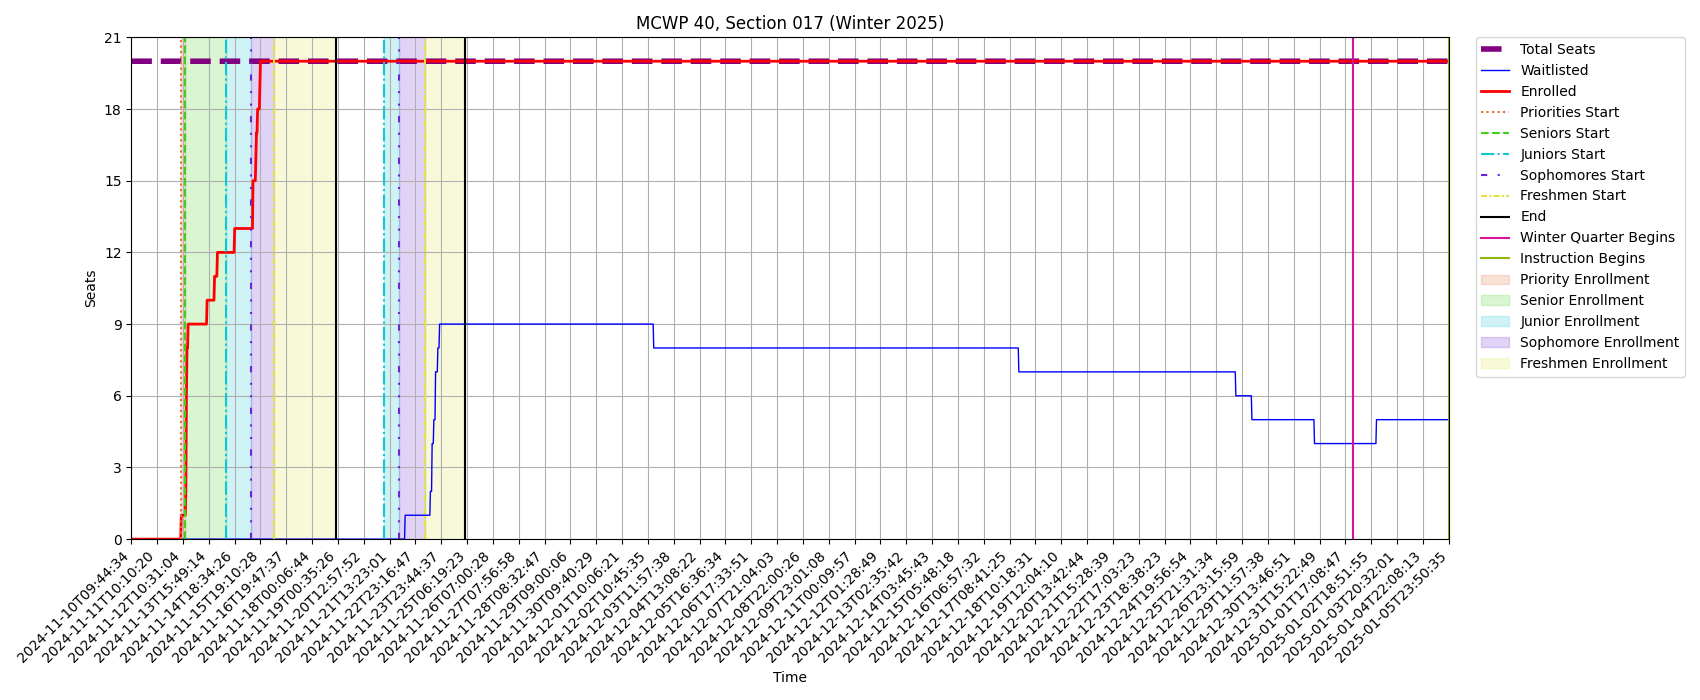 MCWP 40, Section 017 (Winter 2025)
Seats
21
18
15
12
9
6
3
0
2024-11-10T09:44:34
2024-11-11T10:10:20
2024-11-12T10:31:04
2024-11-13T15:49:14
2024-11-14T18:34:26
2024-11-15T19:10:28
2024-11-16T19:47:37
2024-11-18T00:06:44
2024-11-19T00:35:26
2024-11-20T12:57:52
2024-11-21T13:23:01
2024-11-22T23:16:47
2024-11-23T23:44:37
2024-11-25T06:19:23
2024-11-26T07:00:28
2024-11-27T07:56:58
2024-11-28T08:32:47
2024-11-29T09:00:06
2024-11-30T09:40:29
2024-12-01T10:06:21
2024-12-02T10:45:35
2024-12-03T11:57:38
2024-12-04T13:08:22
2024-12-05T16:36:34
2024-12-06T17:33:51
2024-12-07T21:04:03
2024-12-08T22:00:26
2024-12-09T23:01:08
2024-12-11T00:09:57
2024-12-12T01:28:49
2024-12-13T02:35:42
2024-12-14T03:45:43
2024-12-15T05:48:18
2024-12-16T06:57:32
2024-12-17T08:41:25
2024-12-18T10:18:31
2024-12-19T12:04:10
2024-12-20T13:42:44
2024-12-21T15:28:39
2024-12-22T17:03:23
2024-12-23T18:38:23
2024-12-24T19:56:54
2024-12-25T21:31:34
2024-12-26T23:15:59
2024-12-29T11:57:38
2024-12-30T13:46:51
2024-12-31T15:22:49
2025-01-01T17:08:47
2025-01-02T18:51:55
2025-01-03T20:32:01
2025-01-04T22:08:13
2025-01-05T23:50:35
Time
Total Seats
Waitlisted
Enrolled
Priorities Start
Seniors Start
Juniors Start
Sophomores Start
Freshmen Start
End
Winter Quarter Begins
Instruction Begins
Priority Enrollment
Senior Enrollment
Junior Enrollment
Sophomore Enrollment
Freshmen Enrollment